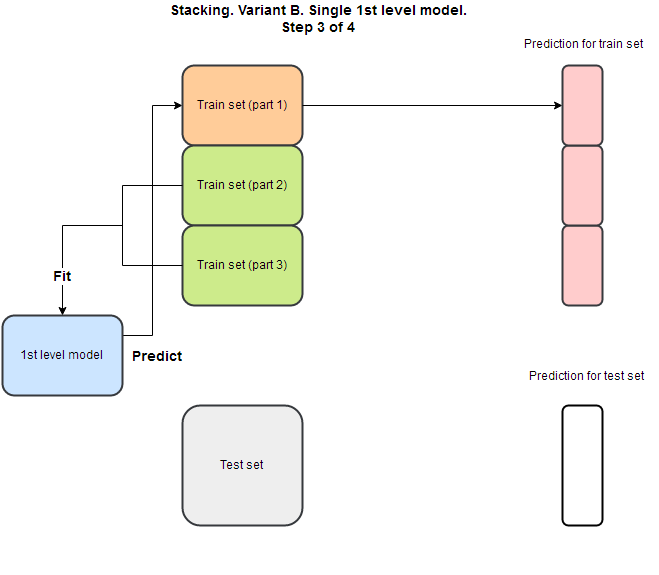 Stacking. Variant B. Single 1st level model.
Step 3 of 4
Prediction for train set
Train set (part 1)
Train set (part 2)
Train set (part 3)
Fit
1st level model
Predict
Prediction for test set
Test set